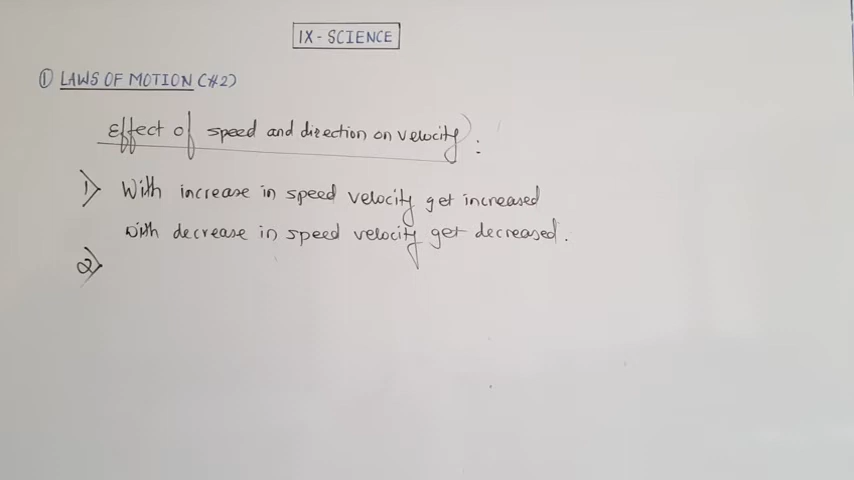 IX - SCIENCE
① LAWS OF MOTION (#2)
Effect of speed and direction on velocity :
1) With increase in speed velocity get increased
with decrease in speed velocity get decreased.
2)